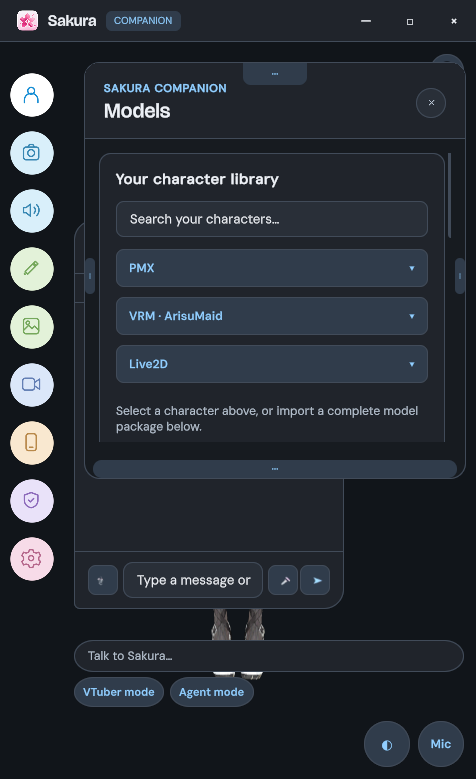 Sakura COMPANION
SAKURA COMPANION
Models
Your character library
Search your characters...
PMX
VRM · ArisuMaid
Live2D
Select a character above, or import a complete model
package below.
? Type a message or
Talk to Sakura...
VTuber mode Agent mode
Mic